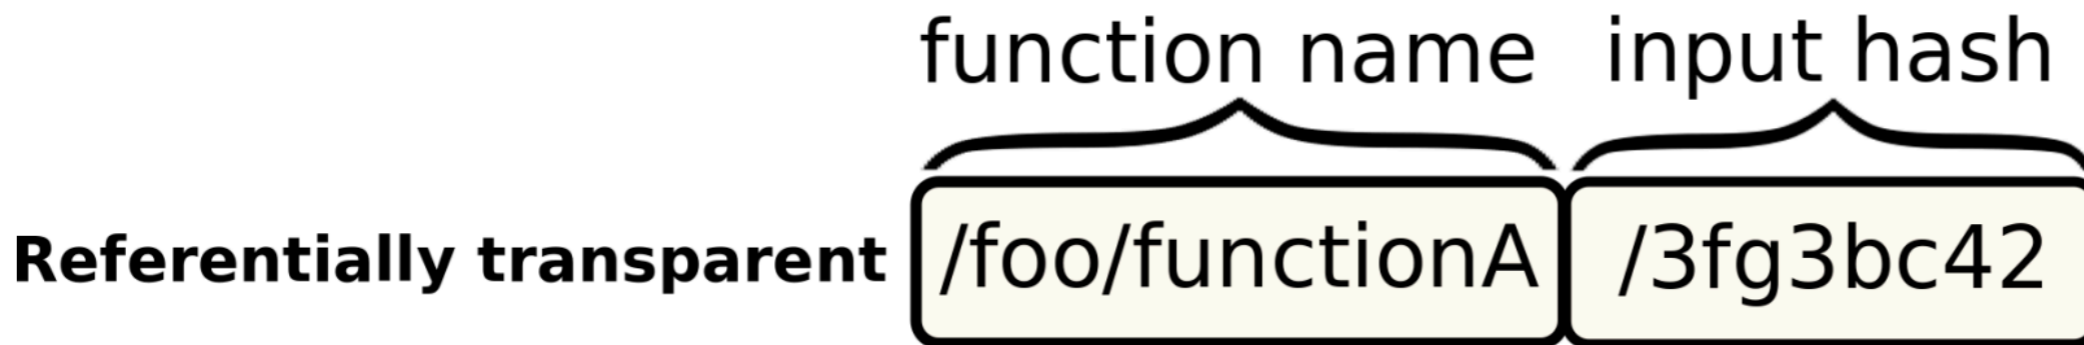 function name input hash
Referentially transparent /foo/functionA /3fg3bc42